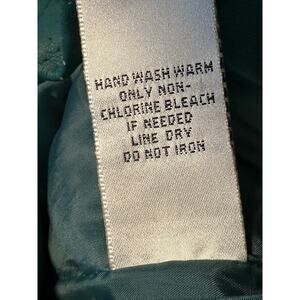 HAND WASH WARM
ONLY NON-
CHLORINE BLEACH
IF NEEDED
LINE DRY
DO NOT IRON